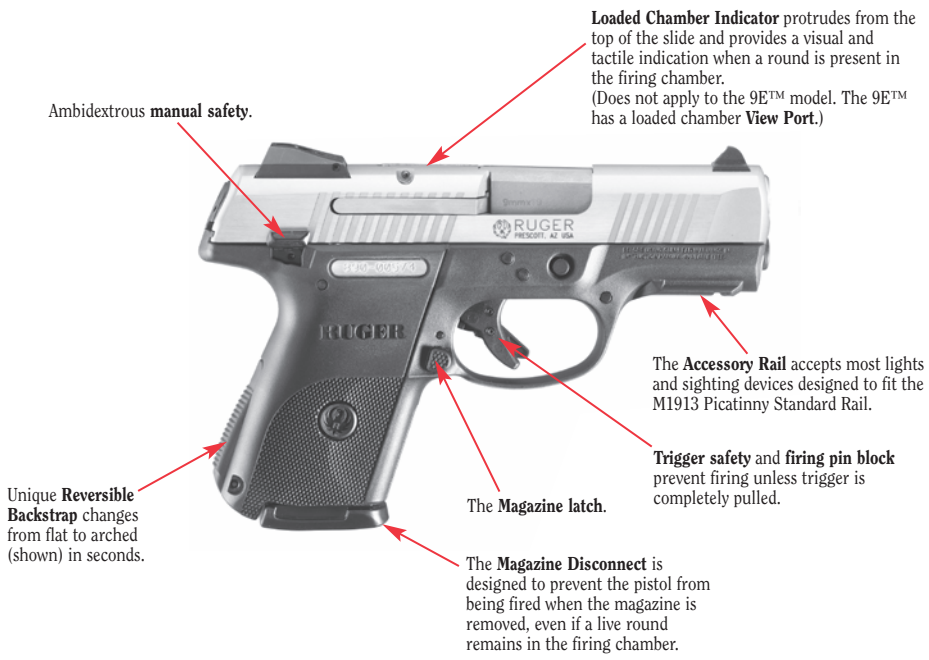 Loaded Chamber Indicator protrudes from the
top of the slide and provides a visual and
tactile indication when a round is present in
the firing chamber.
(Does not apply to the 9E™ model. The 9E™
has a loaded chamber View Port.)
Ambidextrous manual safety.
RUGER
PRESCOTT, AZ USA
RUGER
The Accessory Rail accepts most lights
and sighting devices designed to fit the
M1913 Picatinny Standard Rail.
Trigger safety and firing pin block
prevent firing unless trigger is
completely pulled.
Unique Reversible
Backstrap changes
from flat to arched
(shown) in seconds.
The Magazine latch.
The Magazine Disconnect is
designed to prevent the pistol from
being fired when the magazine is
removed, even if a live round
remains in the firing chamber.